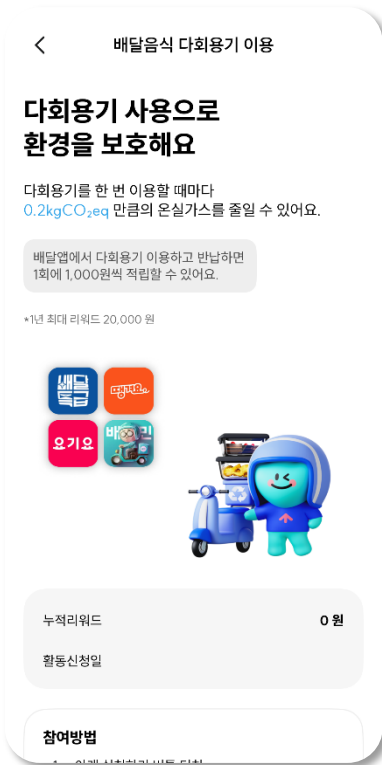 배달음식 다회용기 이용
다회용기 사용으로
환경을 보호해요
다회용기를 한 번 이용할 때마다
0.2kgCO₂eq 만큼의 온실가스를 줄일 수 있어요.
배달앱에서 다회용기 이용하고 반납하면
1회에 1,000원씩 적립할 수 있어요.
*1년 최대 리워드 20,000 원
배달
특급
땡겨요
요기요
누적리워드 0 원
활동신청일
참여방법